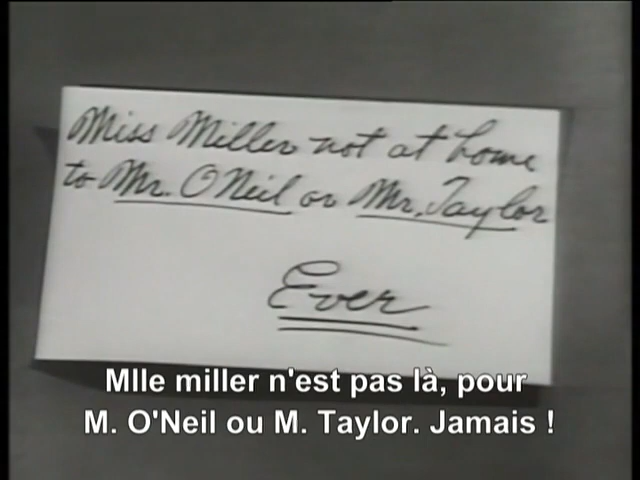 Miss Miller not at home
to Mr. O'Neil or Mr. Taylor
Ever
Mlle miller n'est pas là, pour
M. O'Neil ou M. Taylor. Jamais !